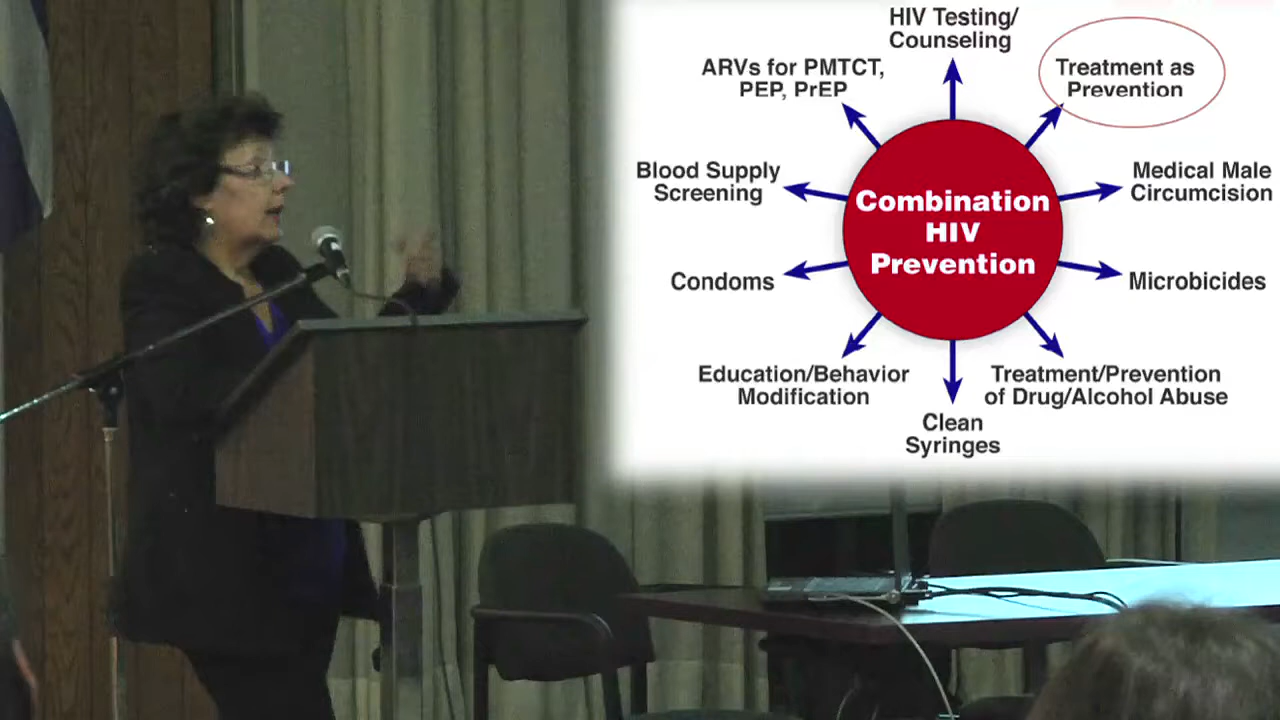 HIV Testing/
Counseling
Treatment as
Prevention
ARVs for PMTCT,
PEP, PrEP
Blood Supply
Screening
Medical Male
Circumcision
Combination
HIV
Prevention
Condoms
Microbicides
Education/Behavior
Modification
Treatment/Prevention
of Drug/Alcohol Abuse
Clean
Syringes